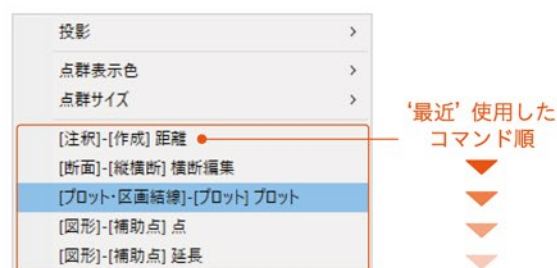 投影
点群表示色
点群サイズ
[注釈]-[作成] 距離
[断面]-[縦横断] 横断編集
[プロット・区画結線]-[プロット] プロット
[図形]-[補助点] 点
[図形]-[補助点] 延長
‘最近’使用した
コマンド順